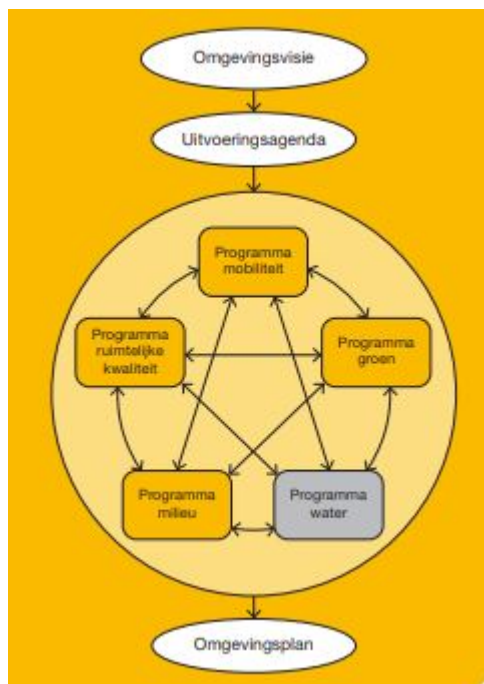 Omgevingsvisie
Uitvoeringsagenda
Programma
mobiliteit
Programma
ruimtelijke
kwaliteit
Programma
groen
Programma
milieu
Programma
water
Omgevingsplan